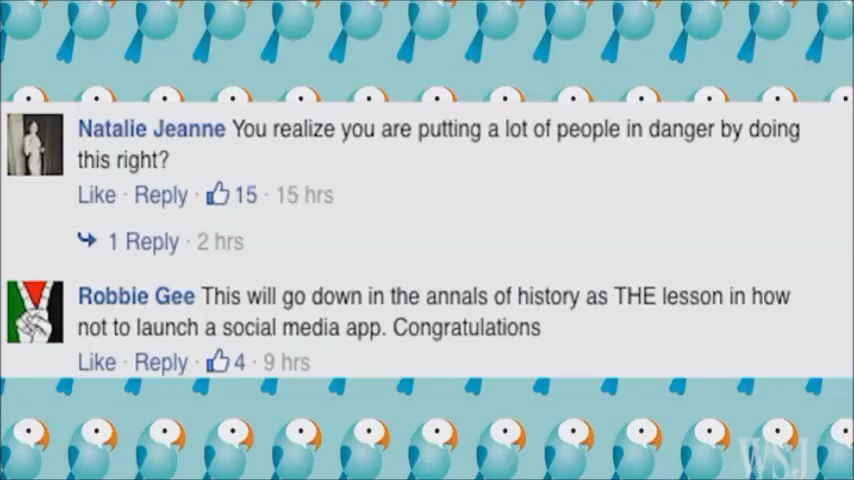 Natalie Jeanne You realize you are putting a lot of people in danger by doing
this right?
Like · Reply · 15 · 15 hrs
1 Reply · 2 hrs
Robbie Gee This will go down in the annals of history as THE lesson in how
not to launch a social media app. Congratulations
Like · Reply · 4 · 9 hrs
WSJ